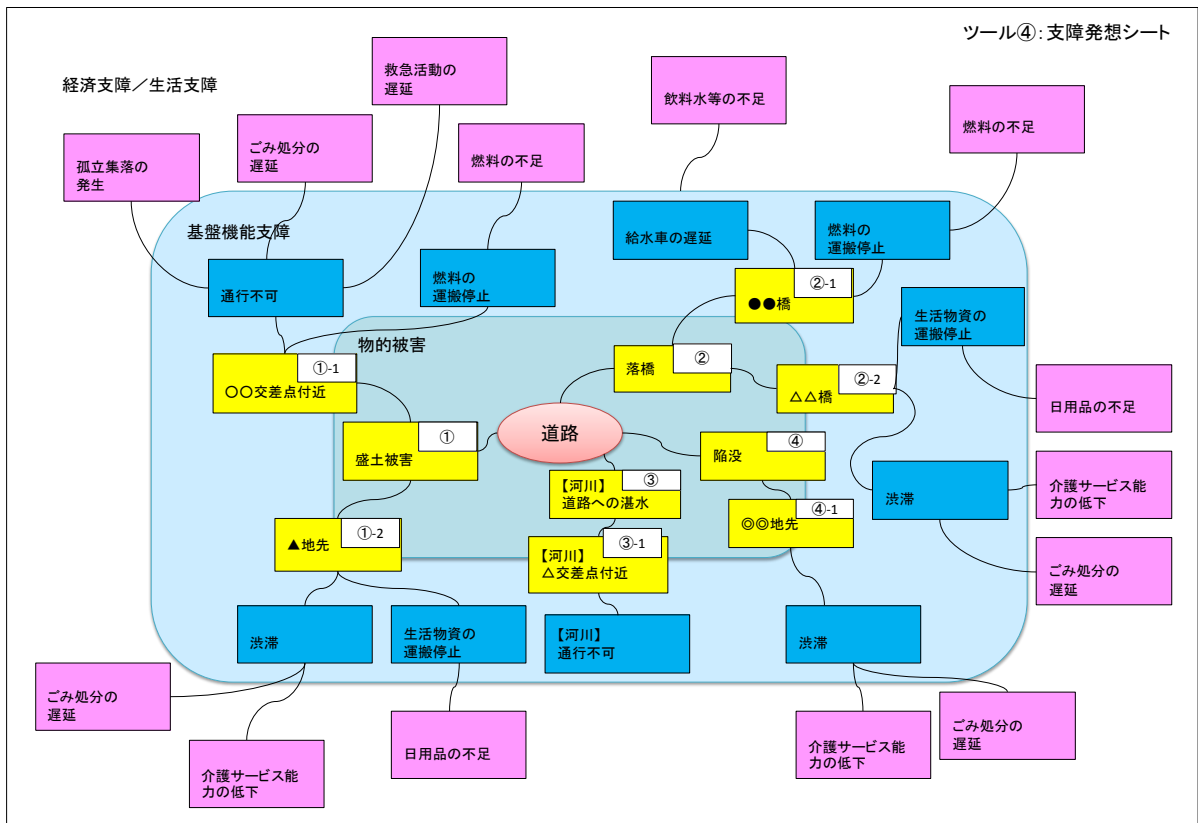 ツール④：支障発想シート
経済支障／生活支障
救急活動の
遅延
飲料水等の不足
燃料の不足
ごみ処分の
遅延
燃料の不足
孤立集落の
発生
基盤機能支障
給水車の遅延
燃料の
運搬停止
通行不可
燃料の
運搬停止
②-1
●●橋
生活物資の
運搬停止
物的被害
①-1
〇〇交差点付近
②
落橋
②-2
△△橋
日用品の不足
道路
①
盛土被害
④
陥没
③
【河川】
道路への湛水
渋滞
介護サービス能
力の低下
④-1
◎◎地先
①-2
▲地先
③-1
【河川】
△交差点付近
ごみ処分の
遅延
渋滞
生活物資の
運搬停止
【河川】
通行不可
渋滞
ごみ処分の
遅延
日用品の不足
介護サービス能
力の低下
ごみ処分の
遅延
介護サービス能
力の低下